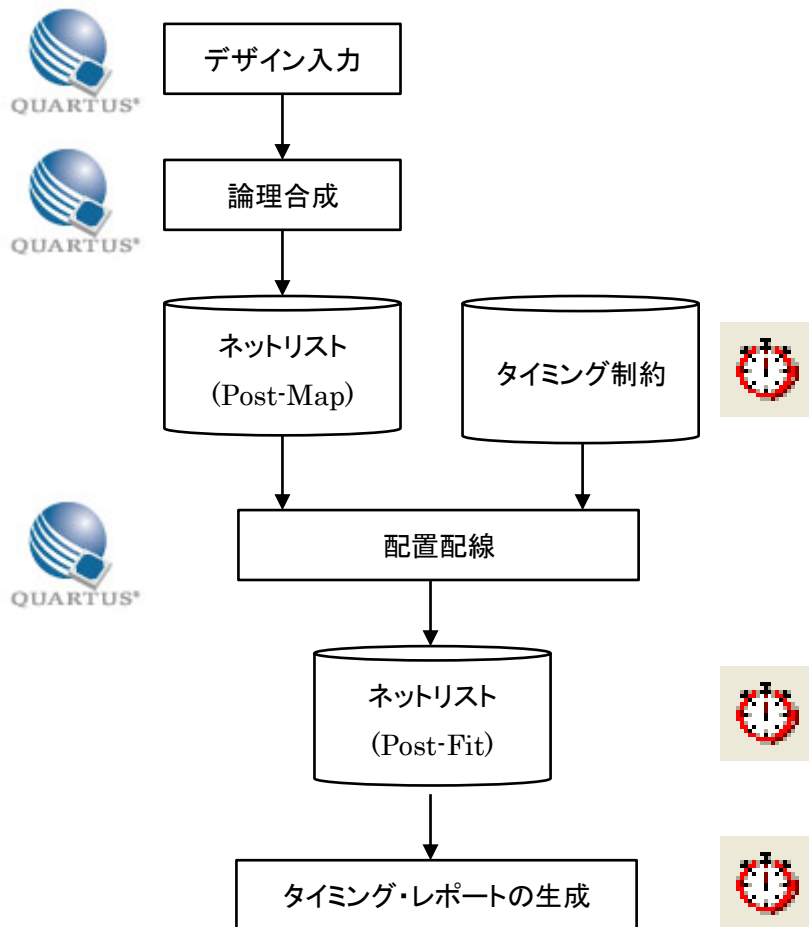 QUARTUS®
デザイン入力
QUARTUS®
論理合成
ネットリスト
(Post-Map)
タイミング制約
QUARTUS®
配置配線
ネットリスト
(Post-Fit)
タイミング・レポートの生成